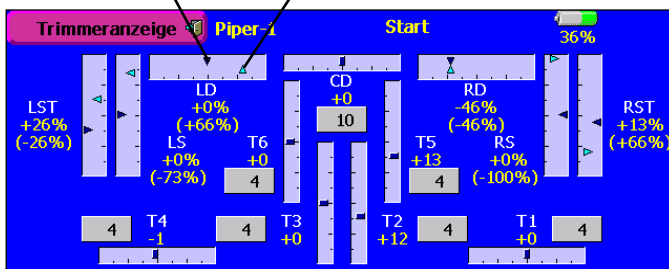 Trimmeranzeige Piper-1 Start 36%
LST
+26%
(-26%)
LD
+0%
(+66%)
LS
+0%
(-73%)
T6
+0
4
CD
+0
10
RD
-46%
(-46%)
T5
+13
4
RS
+0%
(-100%)
RST
+13%
(+66%)
4
T4
-1
4
T3
+0
T2
+12
4
T1
+0
4